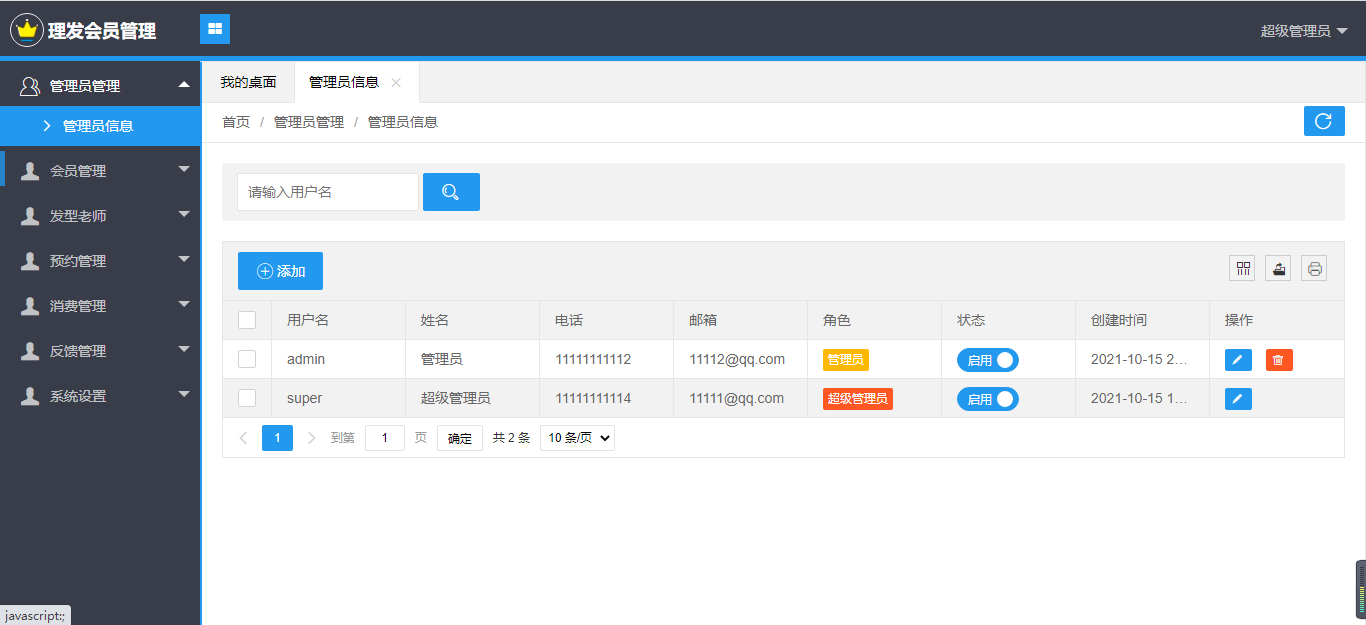 理发会员管理
超级管理员
管理员管理
管理员信息
会员管理
发型老师
预约管理
消费管理
反馈管理
系统设置
我的桌面 管理员信息
首页 / 管理员管理 / 管理员信息
请输入用户名
添加
用户名 姓名 电话 邮箱 角色 状态 创建时间 操作
admin 管理员 11111111112 11112@qq.com 管理员 启用 2021-10-15 2...
super 超级管理员 11111111114 11111@qq.com 超级管理员 启用 2021-10-15 1...
1 到第 1 页 确定 共 2 条 10 条/页
javascript:;